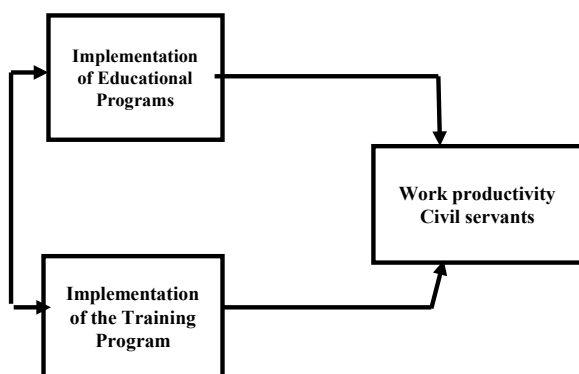 Implementation
of Educational
Programs
Work productivity
Civil servants
Implementation
of the Training
Program